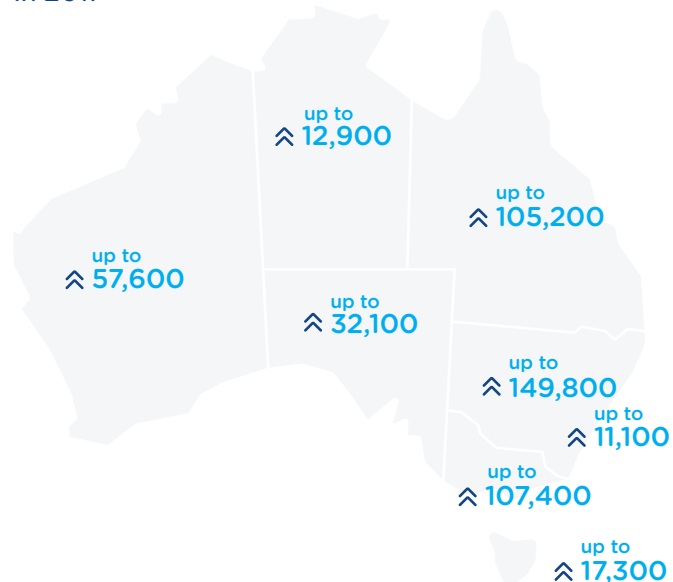 up to
12,900
up to
105,200
up to
57,600
up to
32,100
up to
149,800
up to
11,100
up to
107,400
up to
17,300